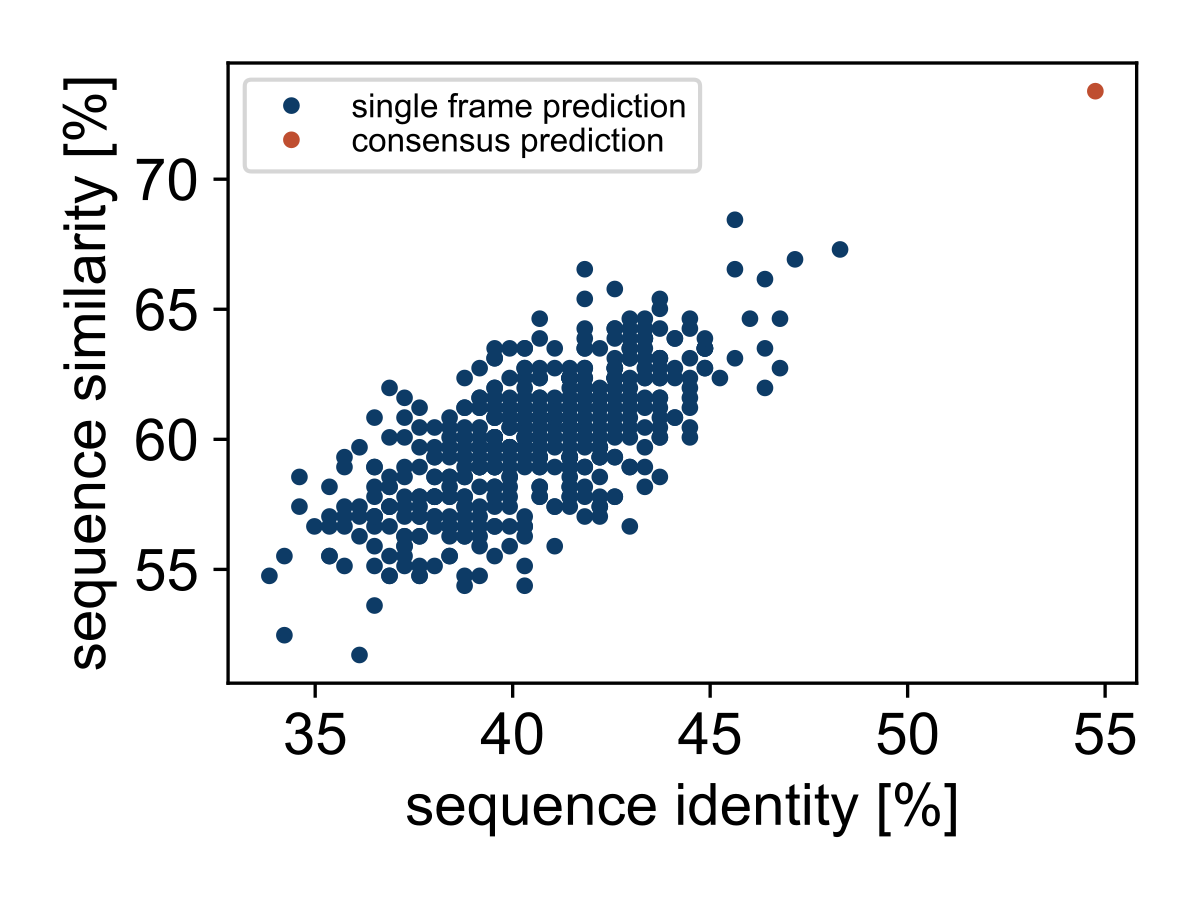 single frame prediction
consensus prediction
sequence similarity [%]
70
65
60
55
35 40 45 50 55
sequence identity [%]